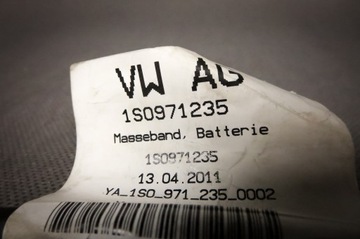 VW AG
1S0971235
Masseband, Batterie
1S0971235
13.04.2011
YA_1S0_971_235_0002